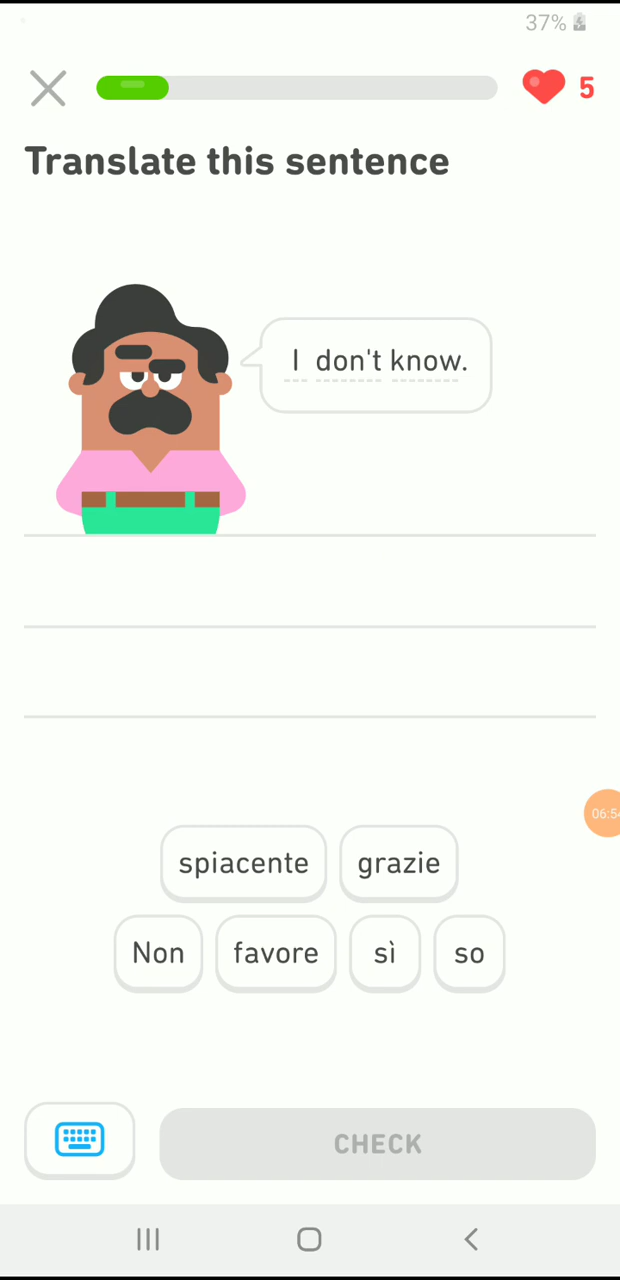 37%
5
Translate this sentence
I don't know.
spiacente grazie
Non favore sì so
CHECK